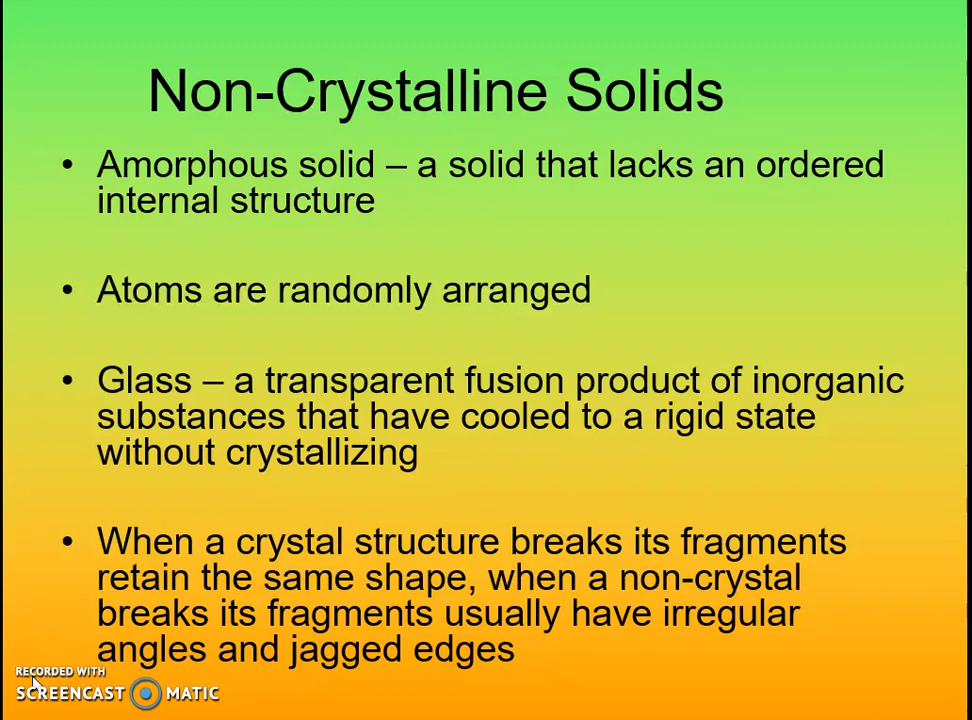 Non-Crystalline Solids
• Amorphous solid – a solid that lacks an ordered
internal structure
• Atoms are randomly arranged
• Glass – a transparent fusion product of inorganic
substances that have cooled to a rigid state
without crystallizing
• When a crystal structure breaks its fragments
retain the same shape, when a non-crystal
breaks its fragments usually have irregular
angles and jagged edges
RECORDED WITH
SCREENCAST MATIC